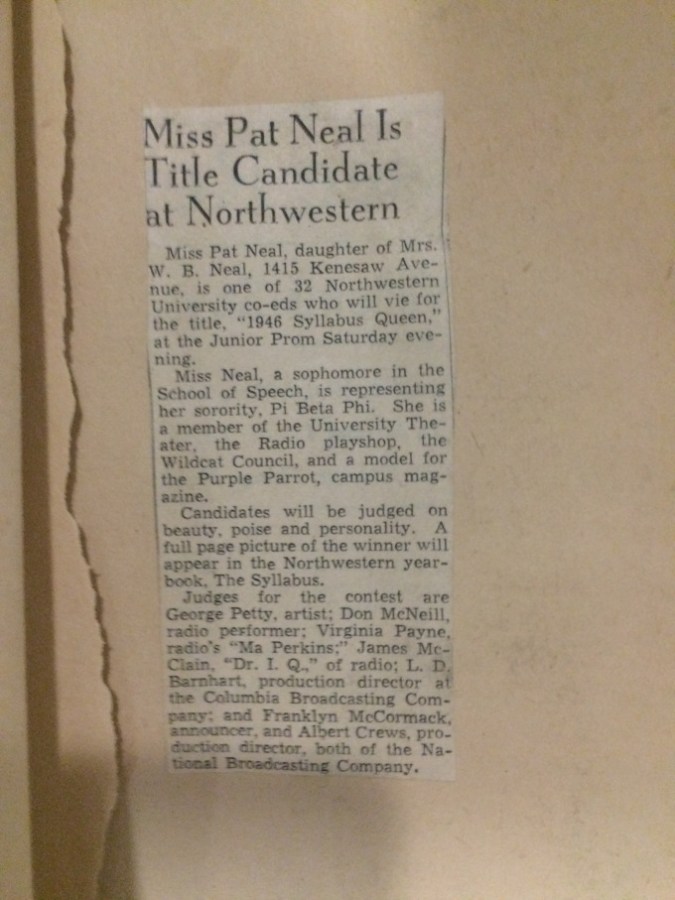 Miss Pat Neal Is
Title Candidate
at Northwestern
Miss Pat Neal, daughter of Mrs.
W. B. Neal, 1415 Kenesaw Ave-
nue, is one of 32 Northwestern
University co-eds who will vie for
the title, "1946 Syllabus Queen,"
at the Junior Prom Saturday eve-
ning.
Miss Neal, a sophomore in the
School of Speech, is representing
her sorority, Pi Beta Phi. She is
a member of the University The-
ater, the Radio playshop, the
Wildcat Council, and a model for
the Purple Parrot, campus mag-
azine.
Candidates will be judged on
beauty, poise and personality. A
full page picture of the winner will
appear in the Northwestern year-
book, The Syllabus.
Judges for the contest are
George Petty, artist; Don McNeill,
radio performer; Virginia Payne,
radio's "Ma Perkins;" James Mc-
Clain, "Dr. I. Q.," of radio; L. D.
Barnhart, production director at
the Columbia Broadcasting Com-
pany; and Franklyn McCormack,
announcer, and Albert Crews, pro-
duction director, both of the Na-
tional Broadcasting Company.